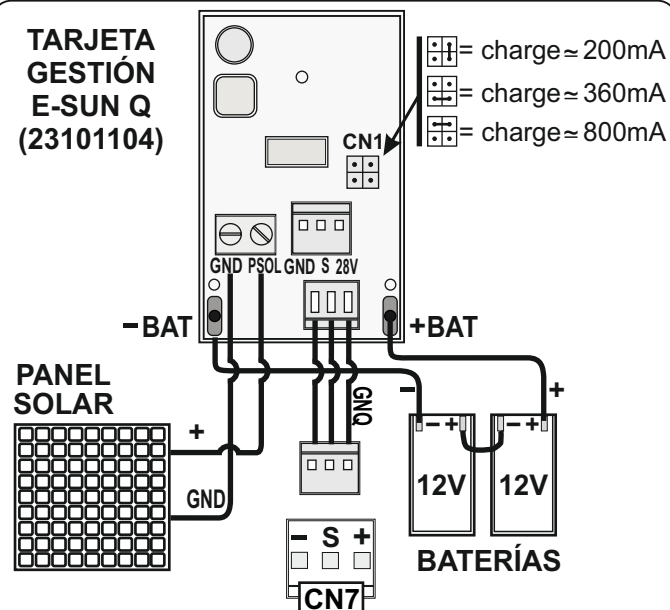 TARJETA
GESTIÓN
E-SUN Q
(23101104)
= charge≃200mA
= charge≃360mA
= charge≃800mA
CN1
GND PSOL GND S 28V
–BAT
+BAT
PANEL
SOLAR
+
GND
GNQ
–
+
– +
– +
12V
12V
BATERÍAS
– S +
CN7